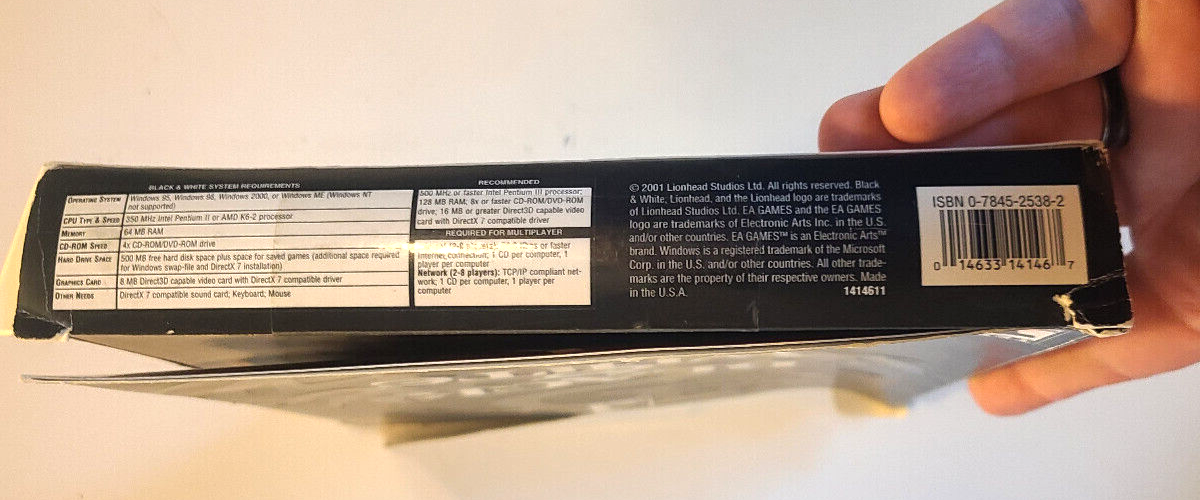 BLACK & WHITE SYSTEM REQUIREMENTS
OPERATING SYSTEM Windows 95, Windows 98, Windows 2000, or Windows ME (Windows NT
not supported)
CPU TYPE & SPEED 350 MHz Intel Pentium II or AMD K6-2 processor
MEMORY 64 MB RAM
CD-ROM SPEED 4x CD-ROM/DVD-ROM drive
HARD DRIVE SPACE 500 MB free hard disk space plus space for saved games (additional space required
for Windows swap-file and DirectX 7 installation)
GRAPHICS CARD 8 MB Direct3D capable video card with DirectX 7 compatible driver
OTHER NEEDS DirectX 7 compatible sound card; Keyboard; Mouse
RECOMMENDED
500 MHz or faster Intel Pentium III processor;
128 MB RAM; 8x or faster CD-ROM/DVD-ROM
drive; 16 MB or greater Direct3D capable video
card with DirectX 7 compatible driver
REQUIRED FOR MULTIPLAYER
or faster
Internet connection; 1 CD per computer, 1
player per computer
Network (2-8 players): TCP/IP compliant net-
work; 1 CD per computer, 1 player per
computer
© 2001 Lionhead Studios Ltd. All rights reserved. Black
& White, Lionhead, and the Lionhead logo are trademarks
of Lionhead Studios Ltd. EA GAMES and the EA GAMES
logo are trademarks of Electronic Arts Inc. in the U.S.
and/or other countries. EA GAMES™ is an Electronic Arts™
brand. Windows is a registered trademark of the Microsoft
Corp. in the U.S. and/or other countries. All other trade-
marks are the property of their respective owners. Made
in the U.S.A. 1414611
ISBN 0-7845-2538-2
0 14633 14146 7